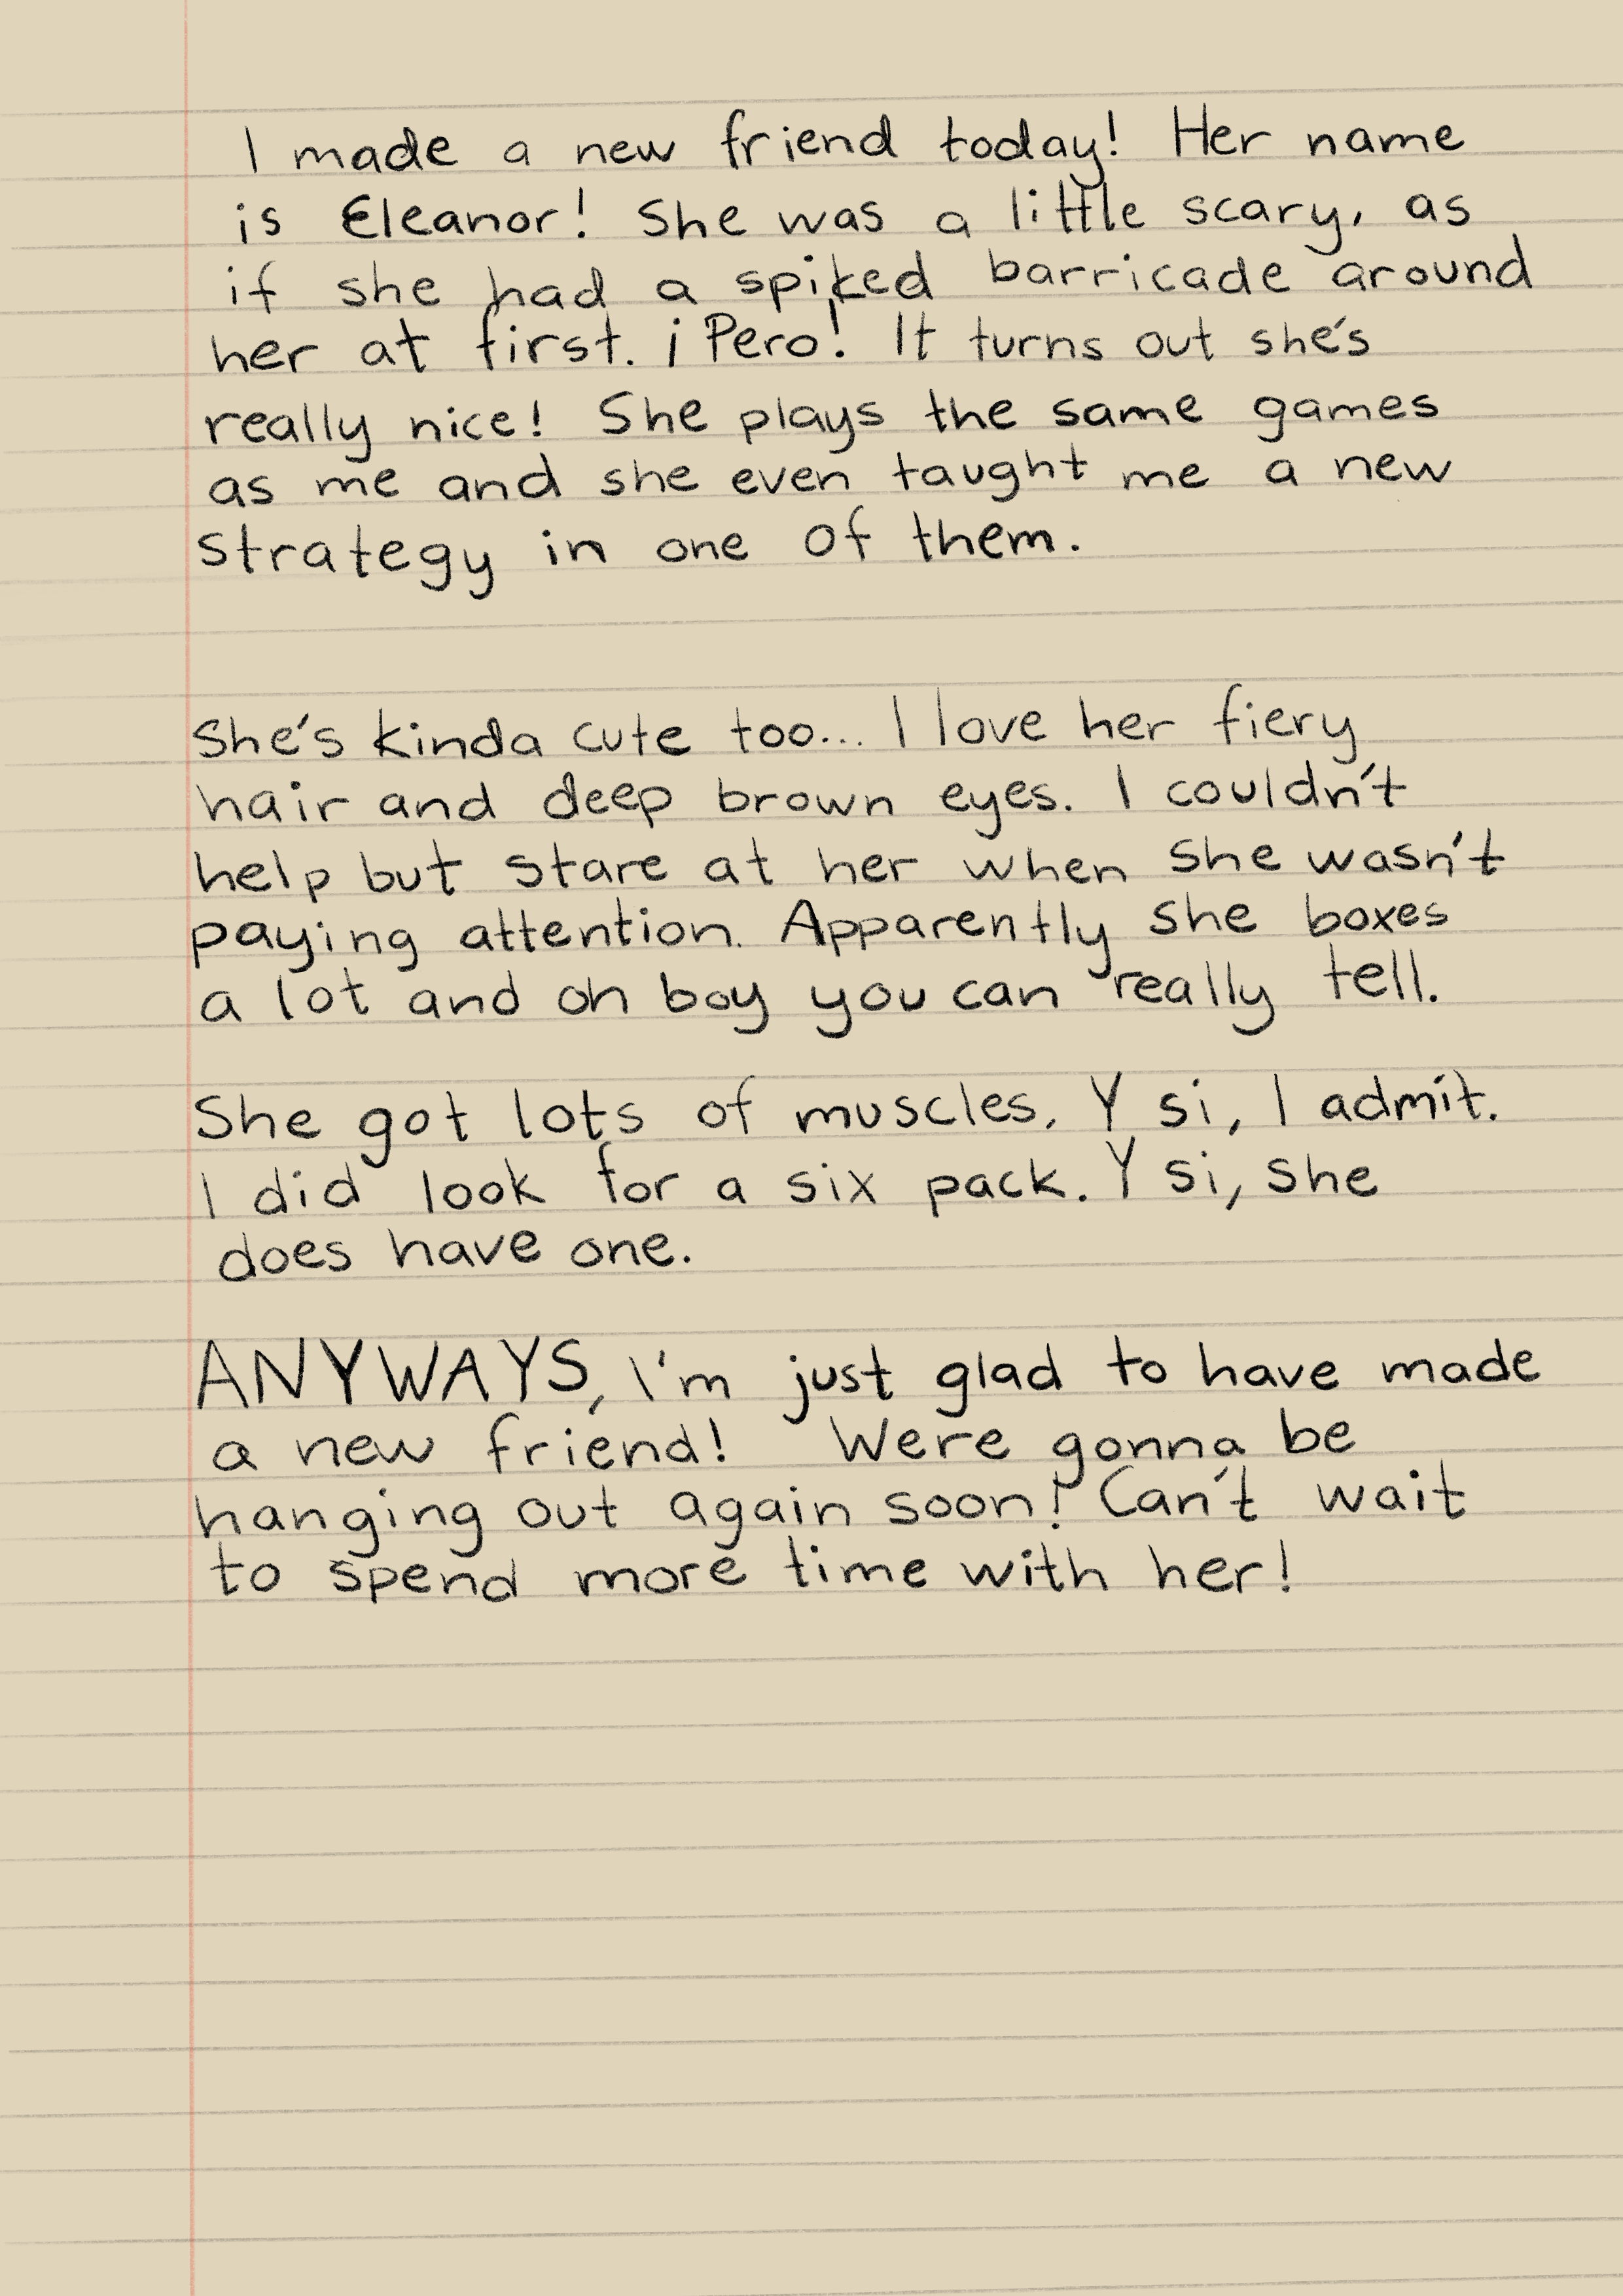 I made a new friend today! Her name
is Eleanor! She was a little scary, as
if she had a spiked barricade around
her at first. ¡Pero! It turns out she's
really nice! She plays the same games
as me and she even taught me a new
strategy in one of them.
She's kinda cute too... I love her fiery
hair and deep brown eyes. I couldn't
help but stare at her when she wasn't
paying attention. Apparently she boxes
a lot and oh boy you can really tell.
She got lots of muscles. Y si, I admit.
I did look for a six pack. Y si, she
does have one.
ANYWAYS, I'm just glad to have made
a new friend! Were gonna be
hanging out again soon! Can't wait
to spend more time with her!